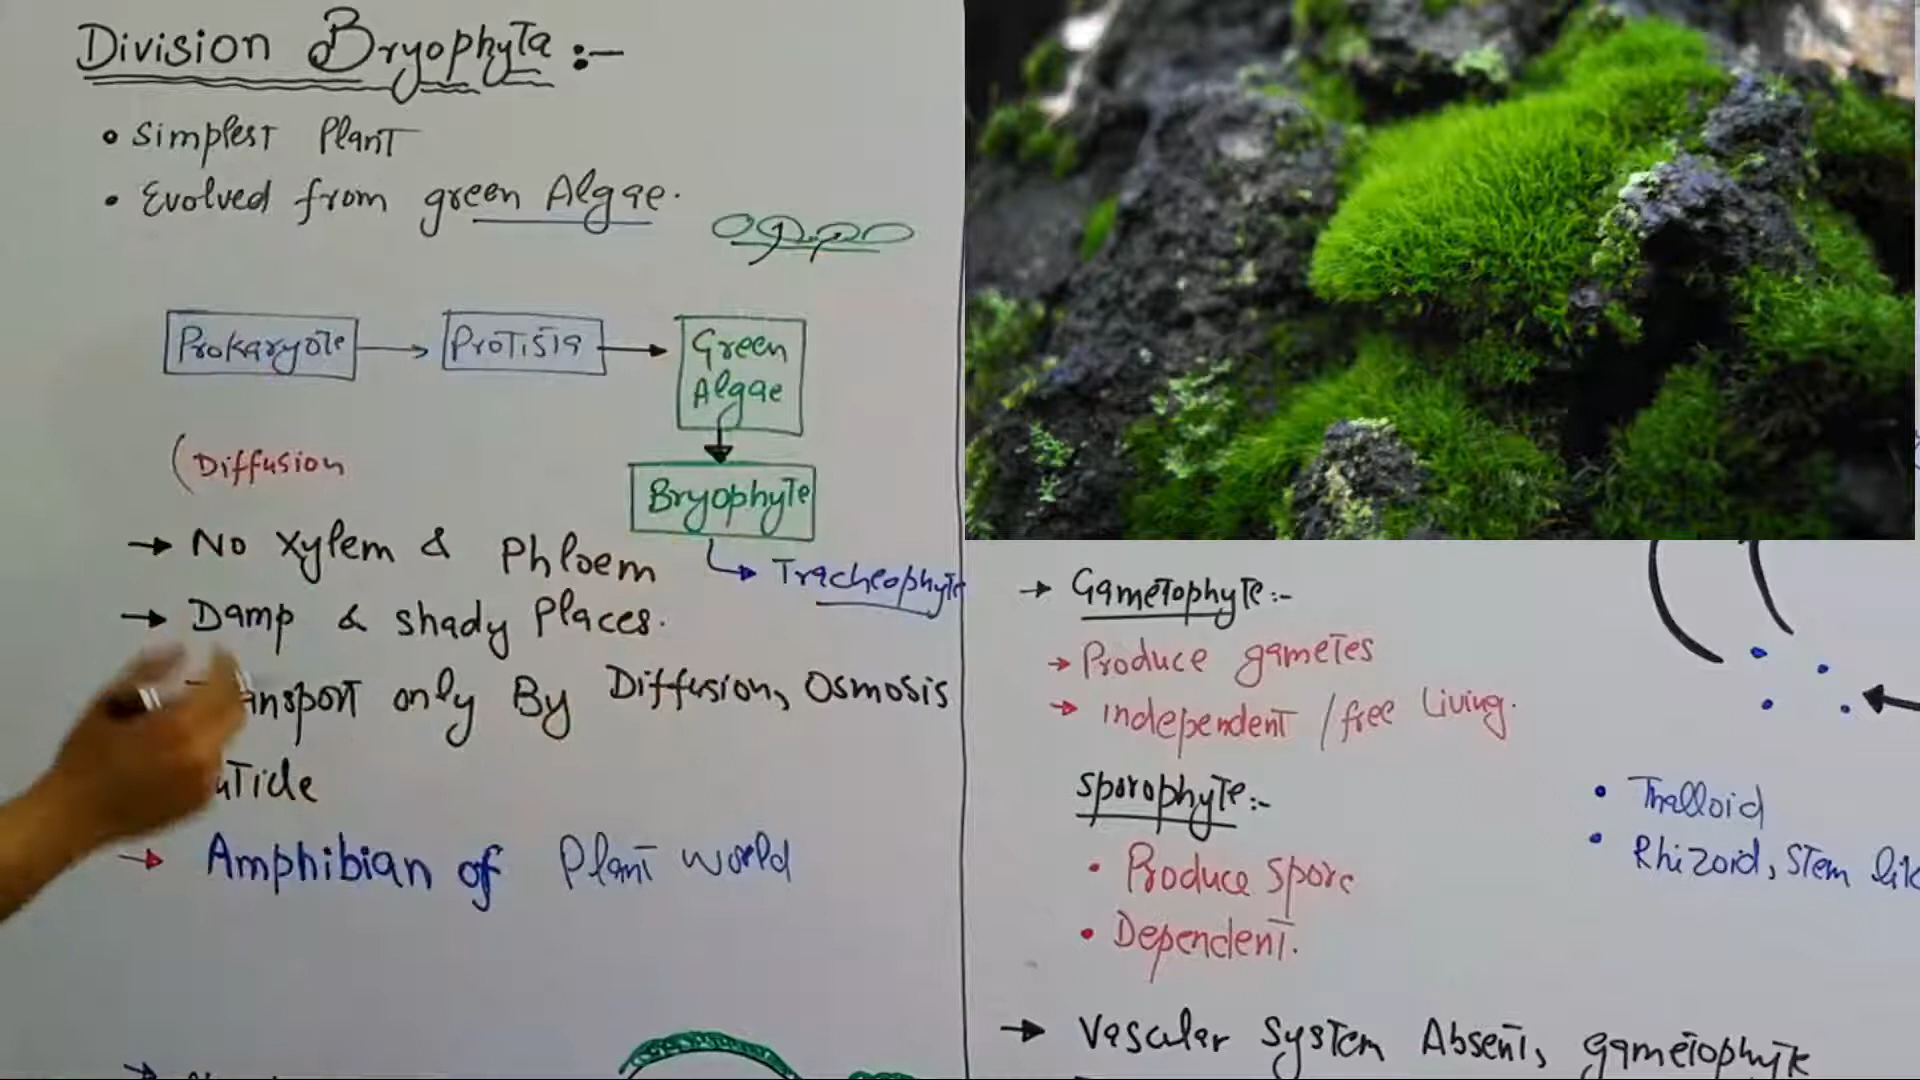 Division Bryophyta :-
• Simplest Plant
• Evolved from green Algae.
Prokaryote → Protista → Green Algae
(Diffusion
Bryophyte
→ No Xylem & Phloem
→ Tracheophyte
→ Damp & shady Places.
only By Diffusion, Osmosis
→ Amphibian of Plant world
→ Gametophyte:-
→ Produce gametes
→ independent / free Living.
Sporophyte:-
• Produce spore
• Dependent.
• Thalloid
• Rhizoid, Stem
→ Vascular System Absent, gametophyte